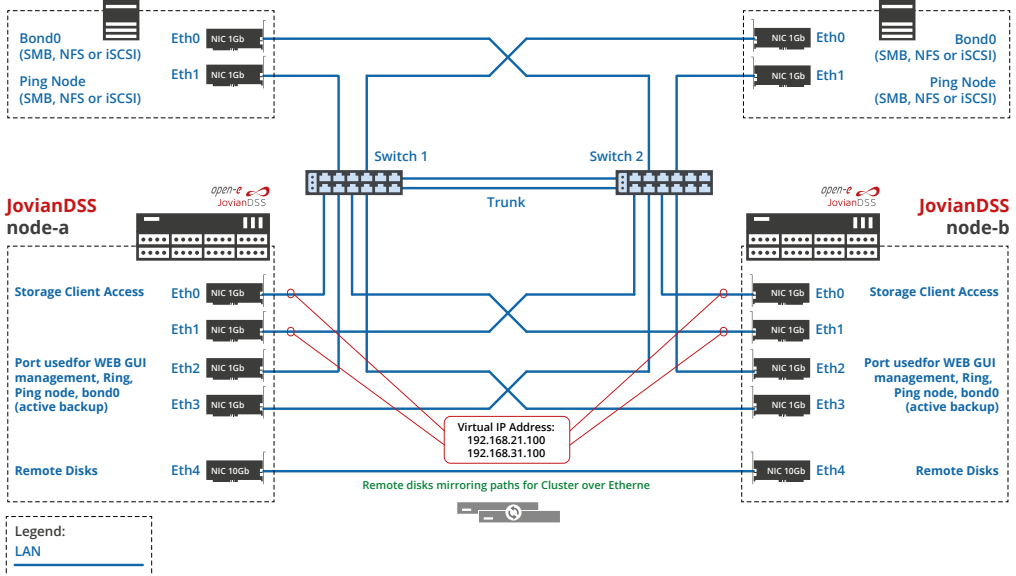 Bond0
(SMB, NFS or iSCSI)
Ping Node
(SMB, NFS or iSCSI)
Eth0
NIC 1Gb
Eth1
NIC 1Gb
NIC 1Gb
Eth0
NIC 1Gb
Eth1
Bond0
(SMB, NFS or iSCSI)
Ping Node
(SMB, NFS or iSCSI)
Switch 1
Switch 2
Trunk
JovianDSS
node-a
open-e
JovianDSS
open-e
JovianDSS
JovianDSS
node-b
Storage Client Access
Eth0
NIC 1Gb
Eth1
NIC 1Gb
Port usedfor WEB GUI
management, Ring,
Ping node, bond0
(active backup)
Eth2
NIC 1Gb
Eth3
NIC 1Gb
Remote Disks
Eth4
NIC 10Gb
NIC 1Gb
Eth0
Storage Client Access
NIC 1Gb
Eth1
NIC 1Gb
Eth2
Port usedfor WEB GUI
management, Ring,
Ping node, bond0
(active backup)
NIC 1Gb
Eth3
NIC 10Gb
Eth4
Remote Disks
Virtual IP Address:
192.168.21.100
192.168.31.100
Remote disks mirroring paths for Cluster over Etherne
Legend:
LAN